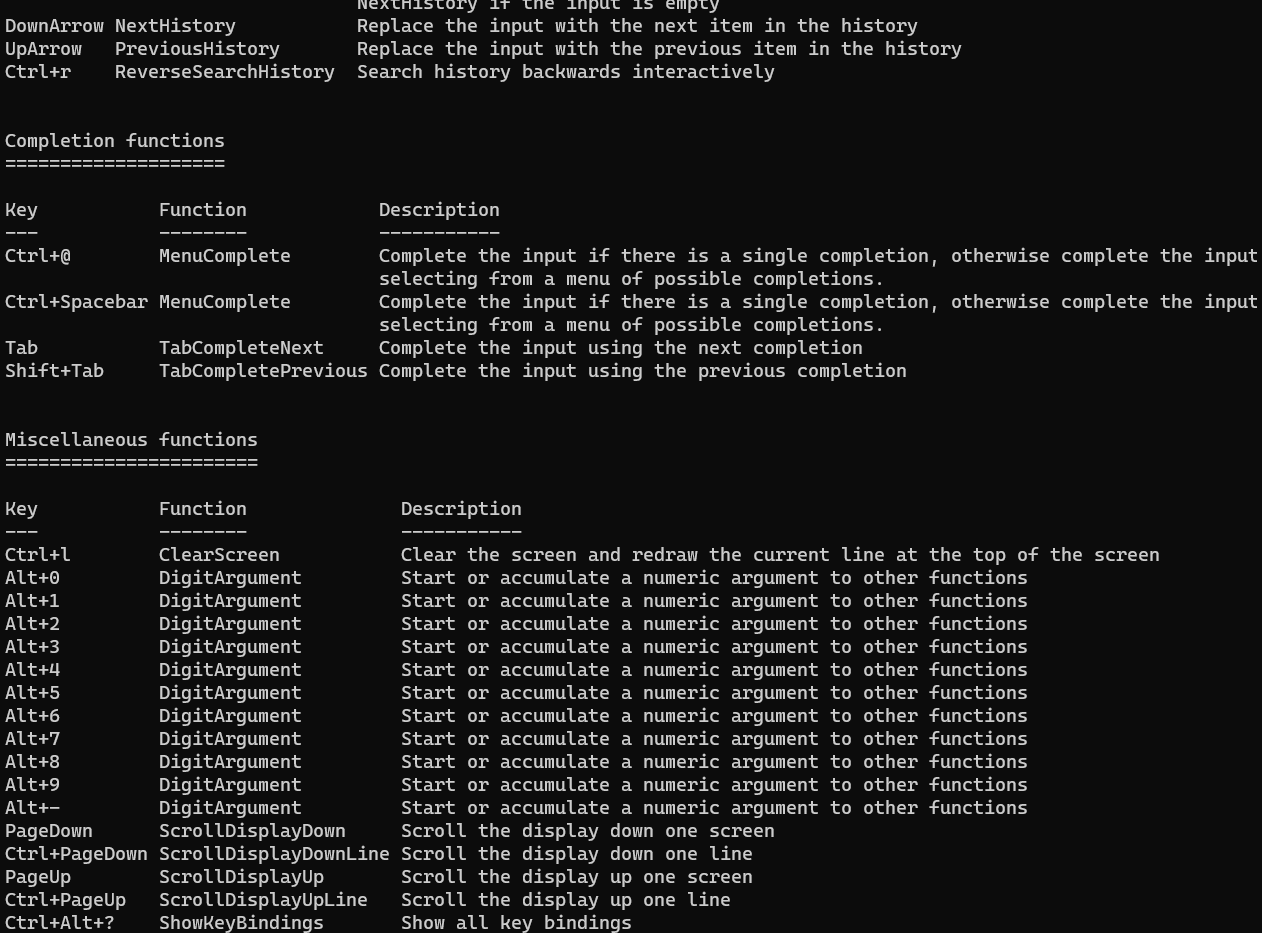 NextHistory if the input is empty
DownArrow NextHistory           Replace the input with the next item in the history
UpArrow   PreviousHistory       Replace the input with the previous item in the history
Ctrl+r    ReverseSearchHistory  Search history backwards interactively
Completion functions
====================
Key           Function            Description
---           --------            -----------
Ctrl+@        MenuComplete        Complete the input if there is a single completion, otherwise complete the input
selecting from a menu of possible completions.
Ctrl+Spacebar MenuComplete        Complete the input if there is a single completion, otherwise complete the input
selecting from a menu of possible completions.
Tab           TabCompleteNext     Complete the input using the next completion
Shift+Tab     TabCompletePrevious Complete the input using the previous completion
Miscellaneous functions
=======================
Key           Function              Description
---           --------              -----------
Ctrl+l        ClearScreen           Clear the screen and redraw the current line at the top of the screen
Alt+0         DigitArgument         Start or accumulate a numeric argument to other functions
Alt+1         DigitArgument         Start or accumulate a numeric argument to other functions
Alt+2         DigitArgument         Start or accumulate a numeric argument to other functions
Alt+3         DigitArgument         Start or accumulate a numeric argument to other functions
Alt+4         DigitArgument         Start or accumulate a numeric argument to other functions
Alt+5         DigitArgument         Start or accumulate a numeric argument to other functions
Alt+6         DigitArgument         Start or accumulate a numeric argument to other functions
Alt+7         DigitArgument         Start or accumulate a numeric argument to other functions
Alt+8         DigitArgument         Start or accumulate a numeric argument to other functions
Alt+9         DigitArgument         Start or accumulate a numeric argument to other functions
Alt+-         DigitArgument         Start or accumulate a numeric argument to other functions
PageDown      ScrollDisplayDown     Scroll the display down one screen
Ctrl+PageDown ScrollDisplayDownLine Scroll the display down one line
PageUp        ScrollDisplayUp       Scroll the display up one screen
Ctrl+PageUp   ScrollDisplayUpLine   Scroll the display up one line
Ctrl+Alt+?    ShowKeyBindings       Show all key bindings